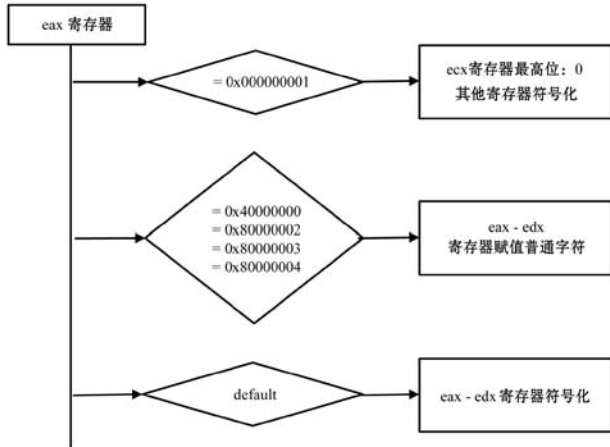 eax 寄存器
= 0x000000001
ecx寄存器最高位：0
其他寄存器符号化
= 0x40000000
= 0x80000002
= 0x80000003
= 0x80000004
eax - edx
寄存器赋值普通字符
default
eax - edx 寄存器符号化